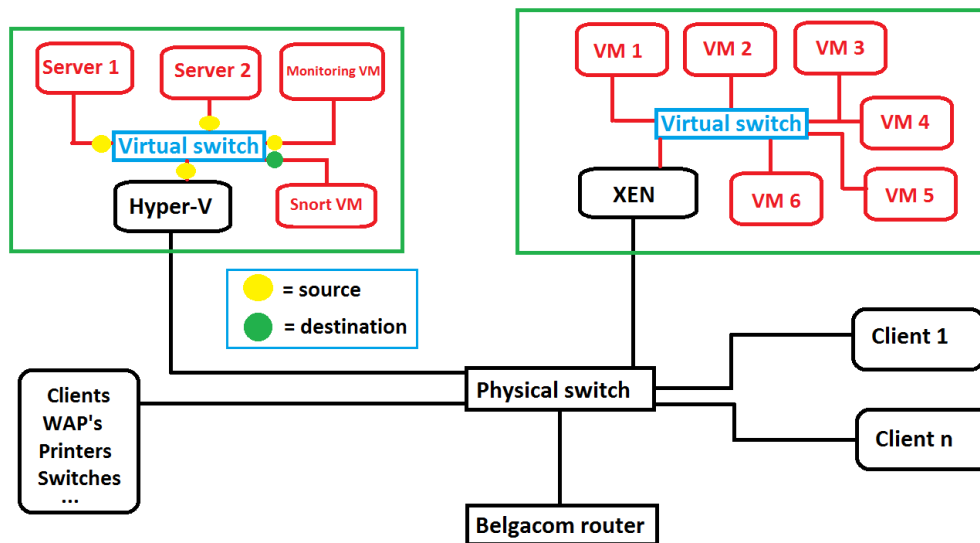 Server 1
Server 2
Monitoring VM
Virtual switch
Hyper-V
Snort VM
VM 1
VM 2
VM 3
Virtual switch
VM 4
XEN
VM 6
VM 5
= source
= destination
Client 1
Physical switch
Clients
WAP's
Printers
Switches
...
Client n
Belgacom router